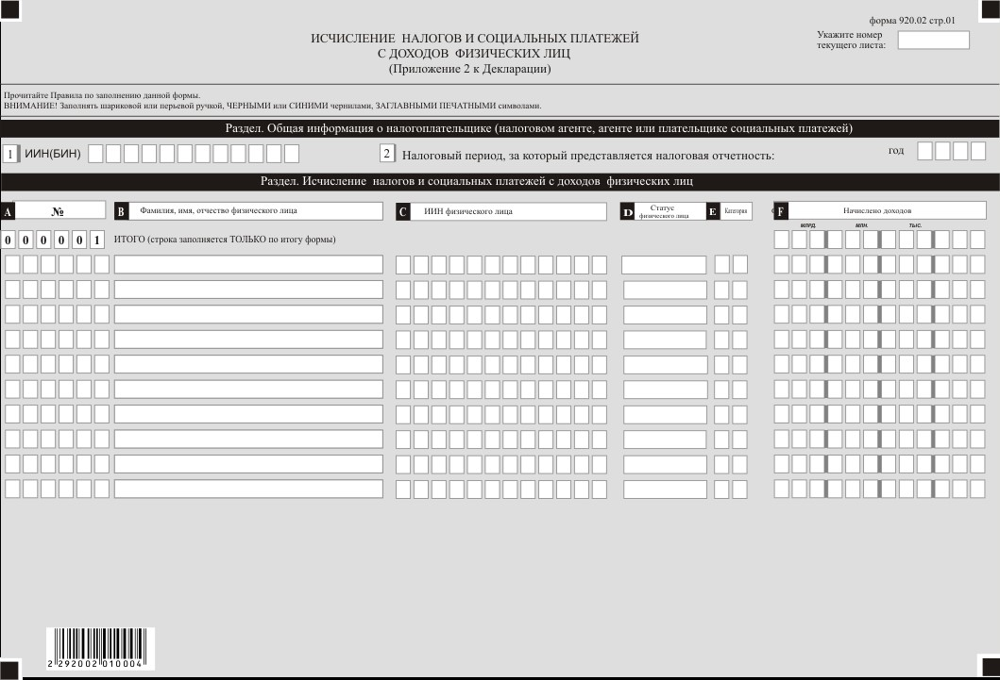 форма 920.02 стр.01
ИСЧИСЛЕНИЕ НАЛОГОВ И СОЦИАЛЬНЫХ ПЛАТЕЖЕЙ
С ДОХОДОВ ФИЗИЧЕСКИХ ЛИЦ
(Приложение 2 к Декларации)
Укажите номер
текущего листа:
Прочитайте Правила по заполнению данной формы.
ВНИМАНИЕ! Заполнять шариковой или перьевой ручкой, ЧЕРНЫМИ или СИНИМИ чернилами, ЗАГЛАВНЫМИ ПЕЧАТНЫМИ символами.
Раздел. Общая информация о налогоплательщике (налоговом агенте, агенте или плательщике социальных платежей)
1 ИИН(БИН) 2 Налоговый период, за который представляется налоговая отчетность: год
Раздел. Исчисление налогов и социальных платежей с доходов физических лиц
A № B Фамилия, имя, отчество физического лица C ИИН физического лица D Статус физического лица E Категория F Начислено доходов
млрд. млн. тыс.
0 0 0 0 0 1 ИТОГО (строка заполняется ТОЛЬКО по итогу формы)
2 292002 010004